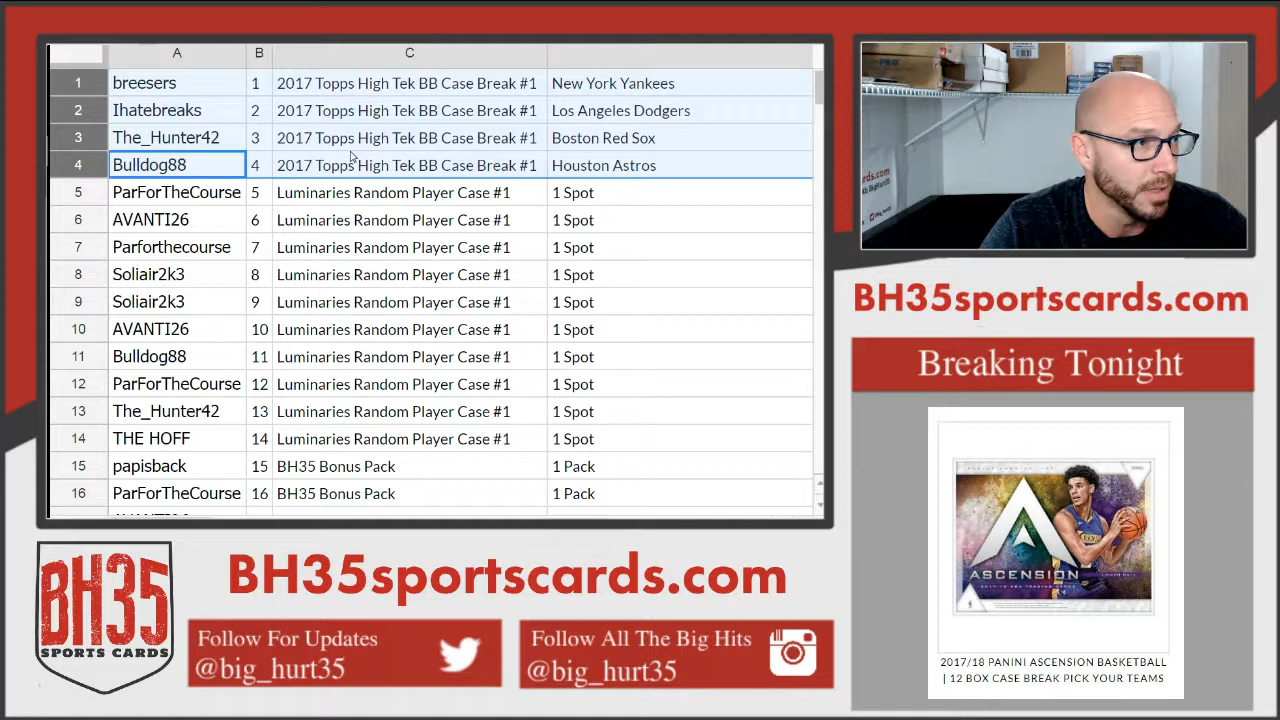 A B C
1 breesers 1 2017 Topps High Tek BB Case Break #1 New York Yankees
2 Ihatebreaks 2 2017 Topps High Tek BB Case Break #1 Los Angeles Dodgers
3 The_Hunter42 3 2017 Topps High Tek BB Case Break #1 Boston Red Sox
4 Bulldog88 4 2017 Topps High Tek BB Case Break #1 Houston Astros
5 ParForTheCourse 5 Luminaries Random Player Case #1 1 Spot
6 AVANTI26 6 Luminaries Random Player Case #1 1 Spot
7 Parforthecourse 7 Luminaries Random Player Case #1 1 Spot
8 Soliair2k3 8 Luminaries Random Player Case #1 1 Spot
9 Soliair2k3 9 Luminaries Random Player Case #1 1 Spot
10 AVANTI26 10 Luminaries Random Player Case #1 1 Spot
11 Bulldog88 11 Luminaries Random Player Case #1 1 Spot
12 ParForTheCourse 12 Luminaries Random Player Case #1 1 Spot
13 The_Hunter42 13 Luminaries Random Player Case #1 1 Spot
14 THE HOFF 14 Luminaries Random Player Case #1 1 Spot
15 papisback 15 BH35 Bonus Pack 1 Pack
16 ParForTheCourse 16 BH35 Bonus Pack 1 Pack
BH35sportscards.com
Breaking Tonight
A
ASCENSION
2017/18 PANINI ASCENSION BASKETBALL
| 12 BOX CASE BREAK PICK YOUR TEAMS
BH35
SPORTS CARDS
BH35sportscards.com
Follow For Updates
@big_hurt35
Follow All The Big Hits
@big_hurt35